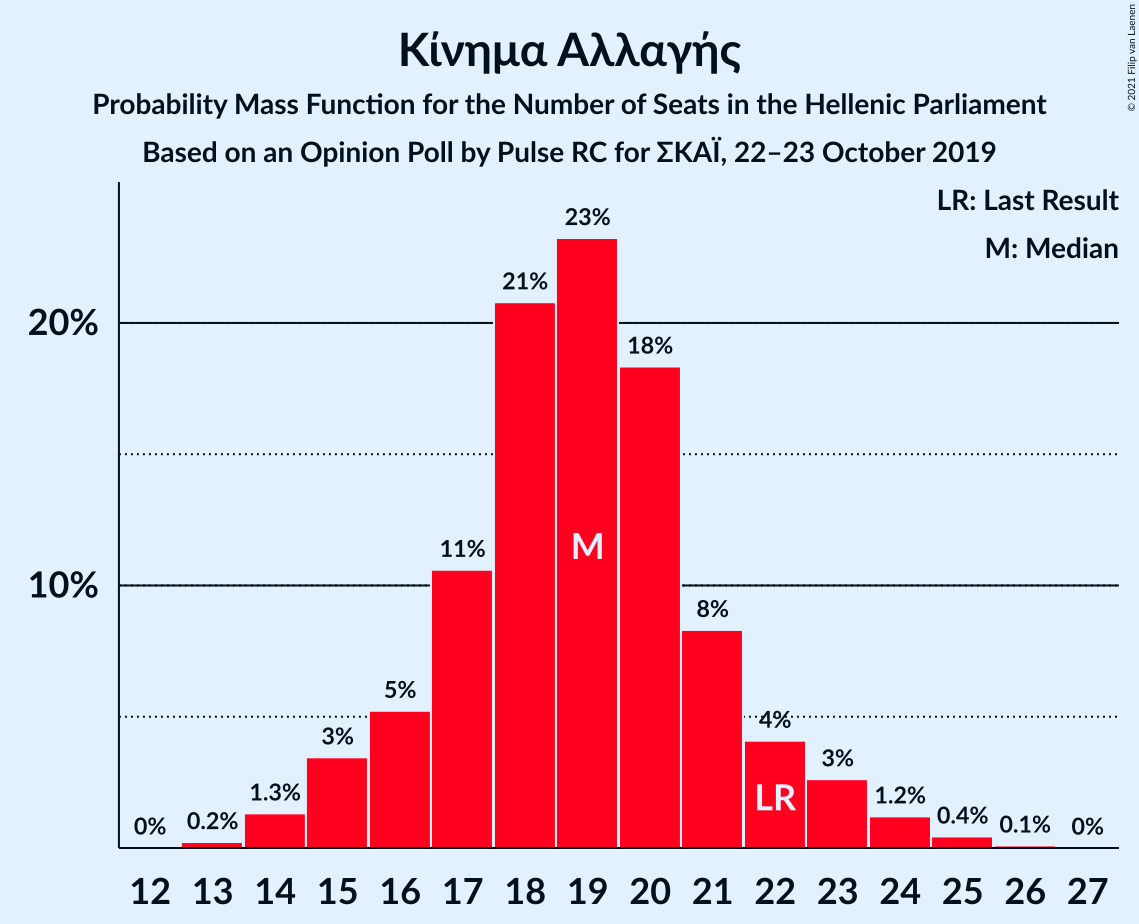 Κίνημα Αλλαγής
Probability Mass Function for the Number of Seats in the Hellenic Parliament
Based on an Opinion Poll by Pulse RC for ΣΚΑΪ, 22–23 October 2019
© 2021 Filip van Laenen
LR: Last Result
M: Median
20%
10%
0%
0.2%
1.3%
3%
5%
11%
21%
23%
18%
8%
4%
3%
1.2%
0.4%
0.1%
0%
M
LR
12 13 14 15 16 17 18 19 20 21 22 23 24 25 26 27